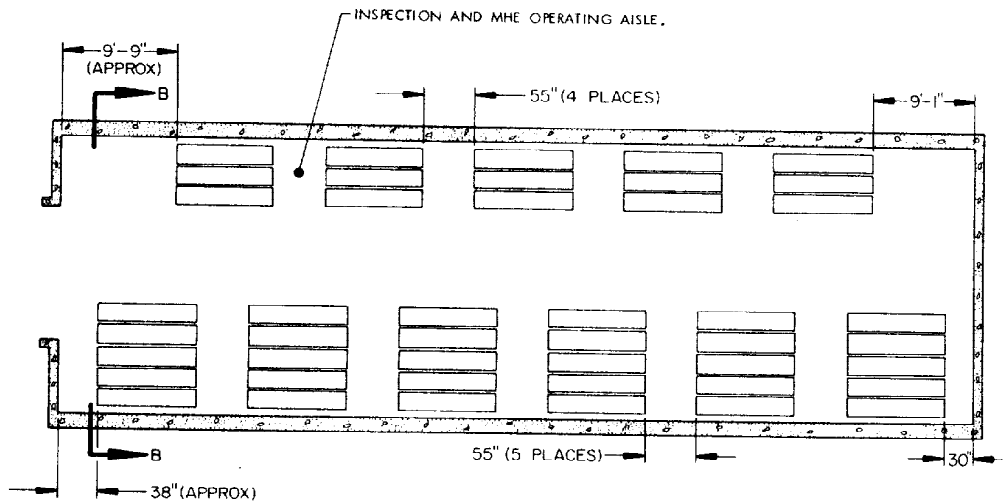 INSPECTION AND MHE OPERATING AISLE.
9'-9"
(APPROX)
B
55" (4 PLACES)
9'-1"
55" (5 PLACES)
30"
B
38" (APPROX)